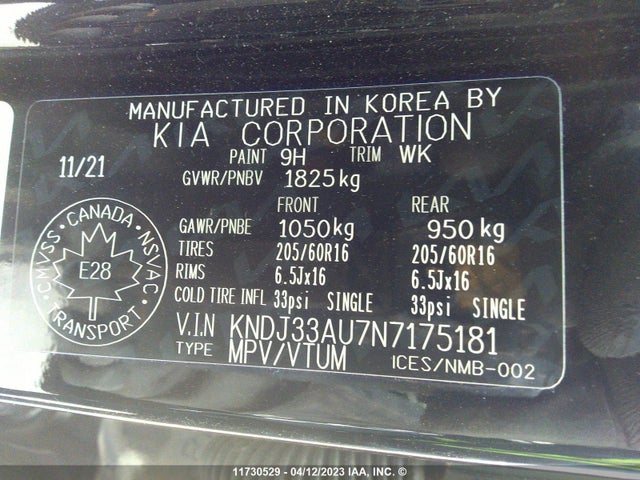 MANUFACTURED IN KOREA BY
KIA CORPORATION
PAINT 9H TRIM WK
11/21
GVWR/PNBV 1825kg
FRONT REAR
GAWR/PNBE 1050kg 950kg
TIRES 205/60R16 205/60R16
RIMS 6.5Jx16 6.5Jx16
COLD TIRE INFL 33psi SINGLE 33psi SINGLE
V.I.N KNDJ33AU7N7175181
TYPE MPV/VTUM ICES/NMB-002
CMVSS • CANADA • NSVAC
E28
• TRANSPORT •
11730529 - 04/12/2023 IAA, INC. ©